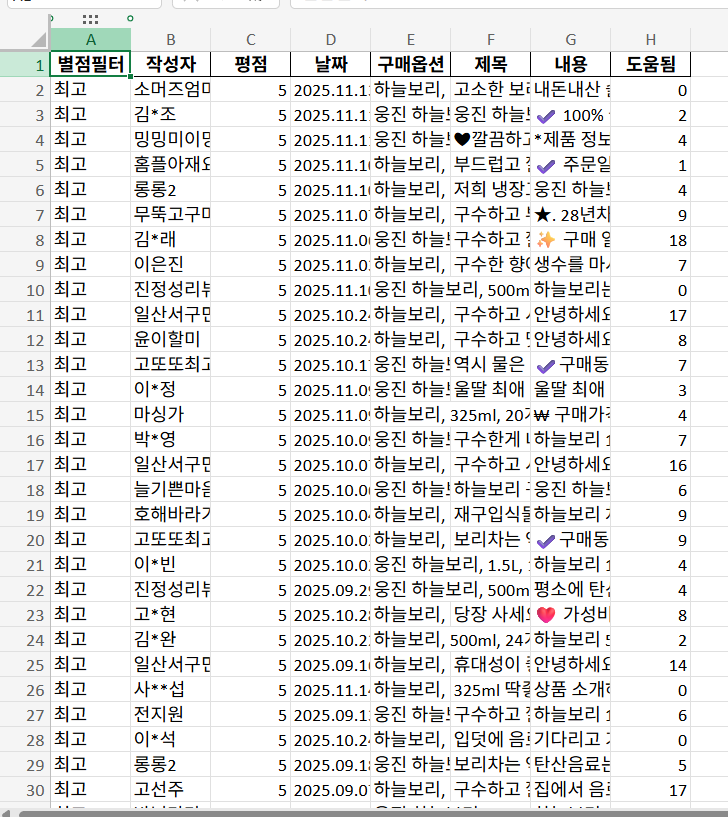 A B C D E F G H
1 별점필터 작성자 평점 날짜 구매옵션 제목 내용 도움됨
2 최고 소머즈엄마 5 2025.11.1 하늘보리, 고소한 보 내돈내산 0
3 최고 김*조 5 2025.11.1 웅진 하늘 웅진 하늘 ✔ 100% 2
4 최고 밍밍미이 5 2025.11.1 웅진 하늘 ♥깔끔하고 *제품 정보 4
5 최고 홈플아재 5 2025.11.1 하늘보리, 부드럽고 ✔ 주문일 1
6 최고 롱롱2 5 2025.11.1 하늘보리, 저희 냉장고 웅진 하늘 4
7 최고 무뚝고구마 5 2025.11.0 하늘보리, 구수하고 ★. 28년차 9
8 최고 김*래 5 2025.11.0 웅진 하늘 구수하고 ✨ 구매 일 18
9 최고 이은진 5 2025.11.0 하늘보리, 구수한 향 생수를 마 7
10 최고 진정성리뷰 5 2025.11.1 웅진 하늘보리, 500m 하늘보리는 0
11 최고 일산서구민 5 2025.10.2 하늘보리, 구수하고 안녕하세요 17
12 최고 윤이할미 5 2025.10.2 하늘보리, 구수하고 안녕하세요 8
13 최고 고또또최고 5 2025.10.1 웅진 하늘 역시 물은 ✔ 구매동 7
14 최고 이*정 5 2025.11.0 웅진 하늘 울딸 최애 울딸 최애 3
15 최고 마싱가 5 2025.11.0 하늘보리, 325ml, 20 ₩ 구매가격 4
16 최고 박*영 5 2025.10.0 웅진 하늘 구수한게 하늘보리 1 7
17 최고 일산서구민 5 2025.10.0 하늘보리, 구수하고 안녕하세요 16
18 최고 늘기쁜마음 5 2025.10.0 웅진 하늘 하늘보리 웅진 하늘 6
19 최고 호해바라기 5 2025.10.0 하늘보리, 재구입식 하늘보리 9
20 최고 고또또최고 5 2025.10.0 하늘보리, 보리차는 ✔ 구매동 9
21 최고 이*빈 5 2025.10.0 웅진 하늘보리, 1.5L, 하늘보리 1 4
22 최고 진정성리뷰 5 2025.09.2 웅진 하늘보리, 500m 평소에 탄산 4
23 최고 고*현 5 2025.10.2 하늘보리, 당장 사세요 ❤ 가성비 8
24 최고 김*완 5 2025.10.2 하늘보리, 500ml, 24 하늘보리 5 2
25 최고 일산서구민 5 2025.09.1 하늘보리, 휴대성이 안녕하세요 14
26 최고 사**섭 5 2025.11.1 하늘보리, 325ml 딱 상품 소개 0
27 최고 전지원 5 2025.09.1 웅진 하늘 구수하고 하늘보리 1 6
28 최고 이*석 5 2025.10.2 하늘보리, 입덧에 음 기다리고 0
29 최고 롱롱2 5 2025.09.1 웅진 하늘 보리차는 탄산음료는 5
30 최고 고선주 5 2025.09.0 하늘보리, 구수하고 집에서 음 17